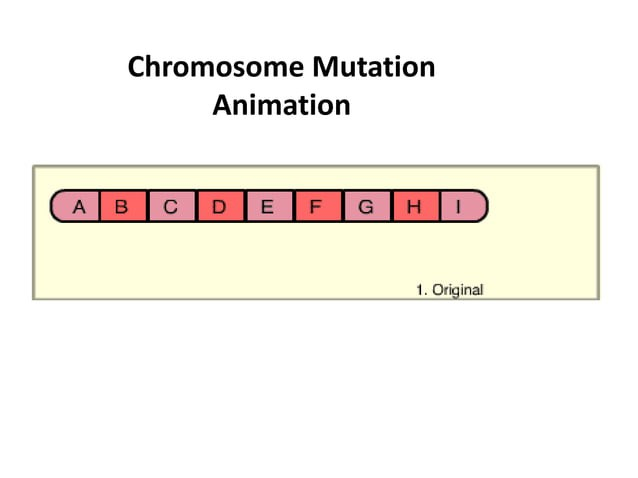 Chromosome Mutation
Animation
A B C D E F G H I
1. Original